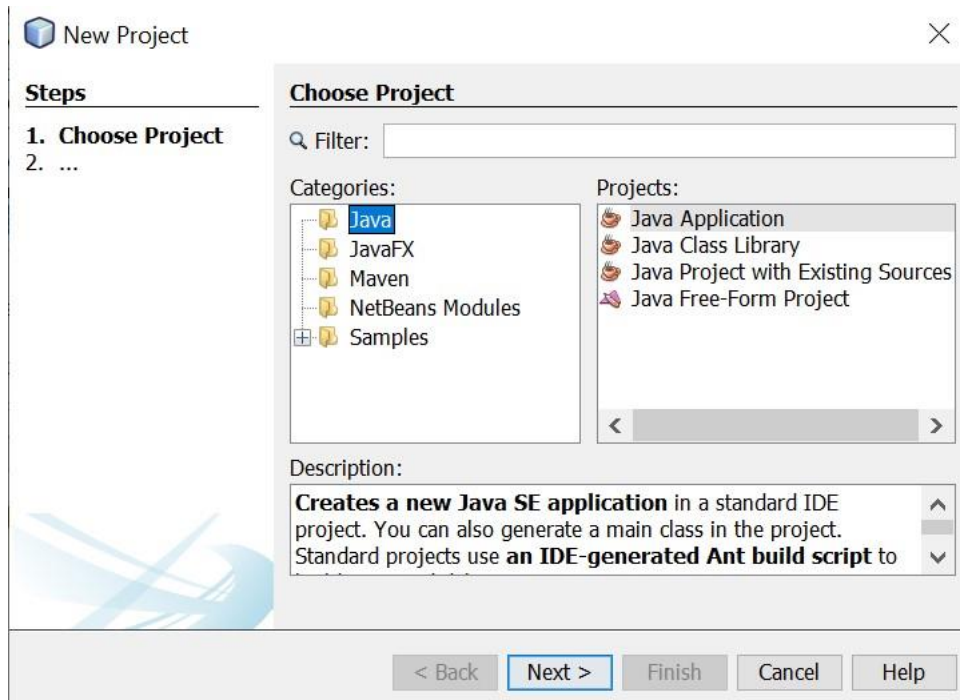 New Project
Steps
1. Choose Project
2. ...
Choose Project
Filter:
Categories:
Java
JavaFX
Maven
NetBeans Modules
Samples
Projects:
Java Application
Java Class Library
Java Project with Existing Sources
Java Free-Form Project
Description:
Creates a new Java SE application in a standard IDE
project. You can also generate a main class in the project.
Standard projects use an IDE-generated Ant build script to
< Back
Next >
Finish
Cancel
Help